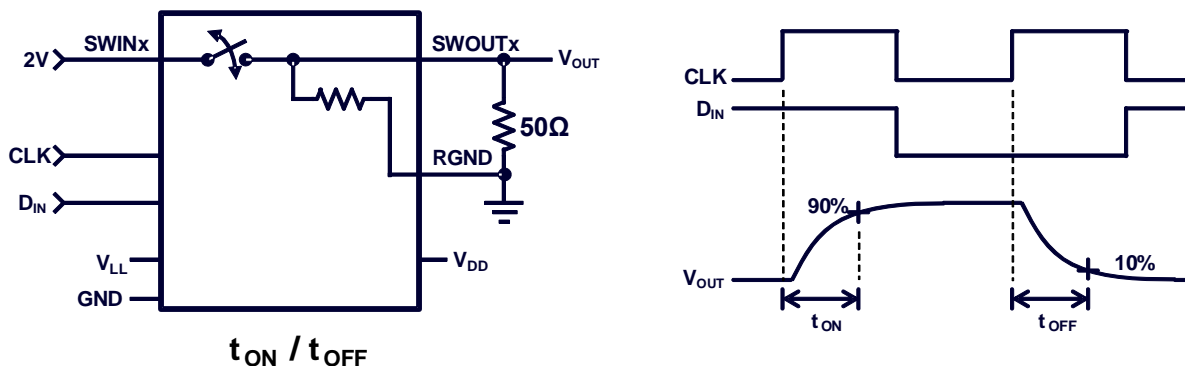 2V
SWINx
SWOUTx
VOUT
50Ω
CLK
RGND
DIN
VLL
VDD
GND
tON / tOFF
CLK
DIN
90%
10%
VOUT
tON
tOFF